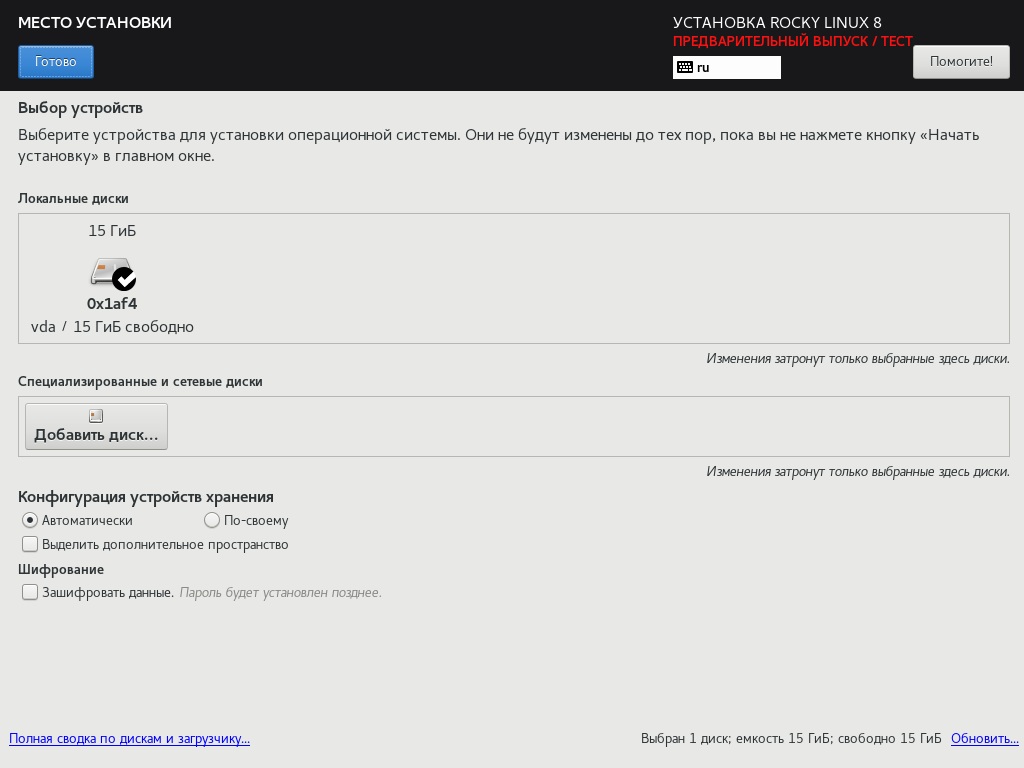 МЕСТО УСТАНОВКИ
УСТАНОВКА ROCKY LINUX 8
ПРЕДВАРИТЕЛЬНЫЙ ВЫПУСК / ТЕСТ
Готово
ru
Помогите!
Выбор устройств
Выберите устройства для установки операционной системы. Они не будут изменены до тех пор, пока вы не нажмете кнопку «Начать
установку» в главном окне.
Локальные диски
15 ГиБ
0x1af4
vda / 15 ГиБ свободно
Изменения затронут только выбранные здесь диски.
Специализированные и сетевые диски
Добавить диск...
Изменения затронут только выбранные здесь диски.
Конфигурация устройств хранения
Автоматически
По-своему
Выделить дополнительное пространство
Шифрование
Зашифровать данные. Пароль будет установлен позднее.
Полная сводка по дискам и загрузчику...
Выбран 1 диск; емкость 15 ГиБ; свободно 15 ГиБ
Обновить...